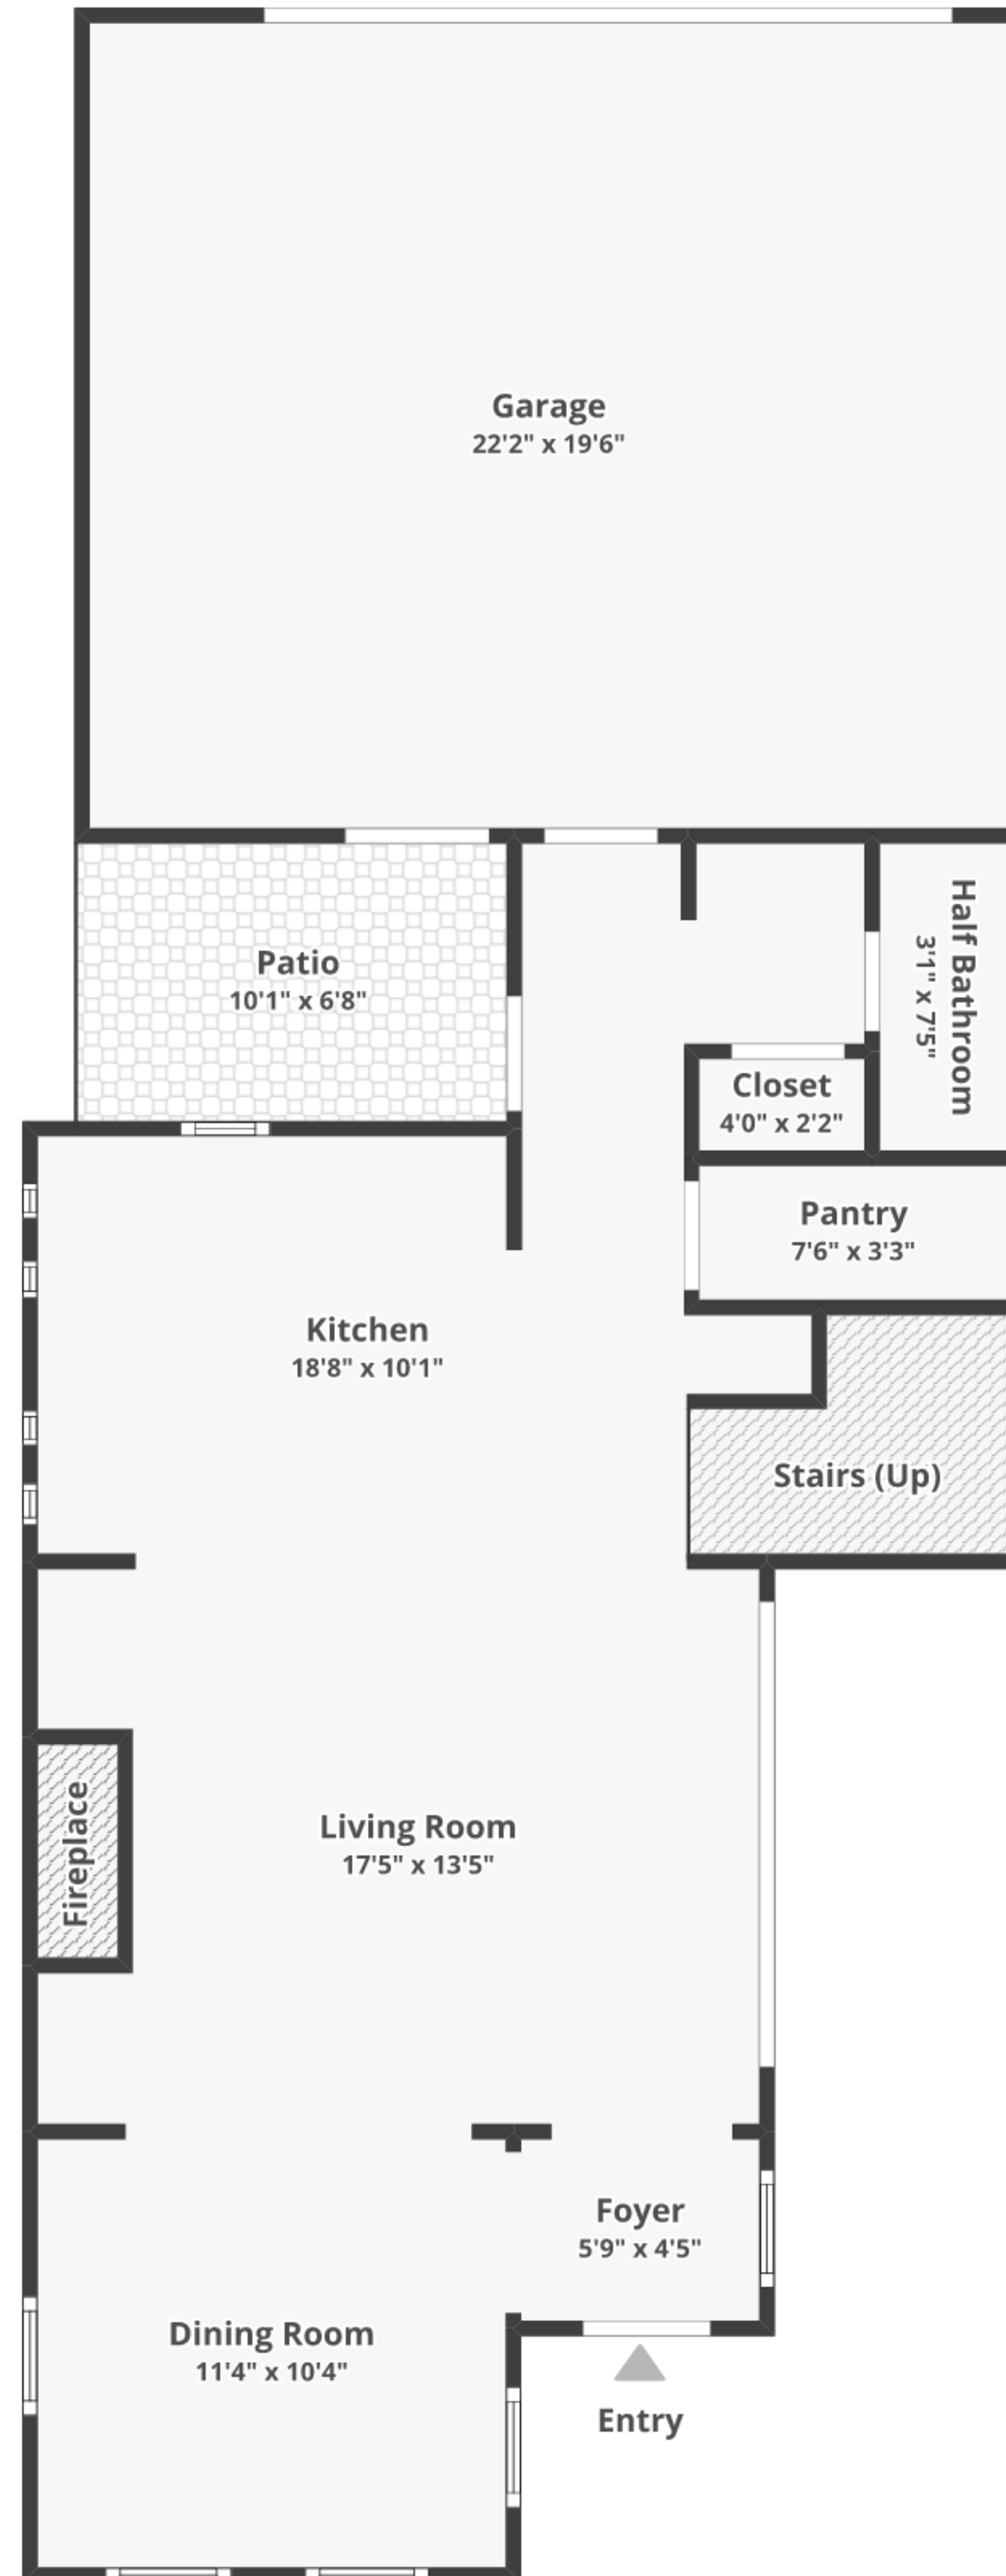 Garage
22'2" x 19'6"
Patio
10'1" x 6'8"
Half Bathroom
3'1" x 7'5"
Closet
4'0" x 2'2"
Pantry
7'6" x 3'3"
Kitchen
18'8" x 10'1"
Stairs (Up)
Fireplace
Living Room
17'5" x 13'5"
Foyer
5'9" x 4'5"
Dining Room
11'4" x 10'4"
Entry